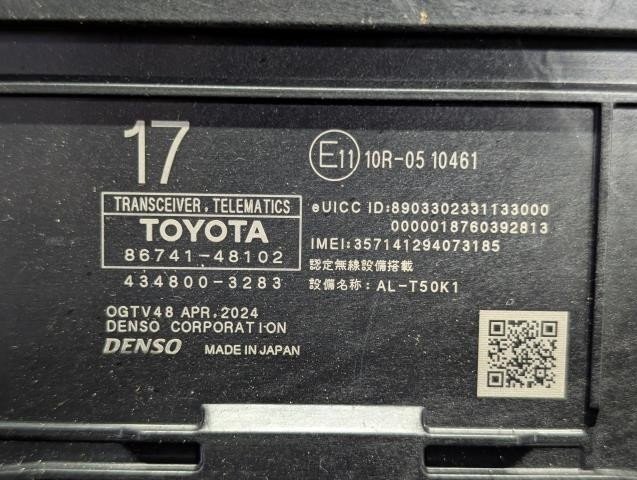 17
E11 10R-05 10461
TRANSCEIVER, TELEMATICS
TOYOTA
86741-48102
434800-3283
eUICC ID:8903302331133000
0000018760392813
IMEI:357141294073185
認定無線設備搭載
設備名称: AL-T50K1
OGTV48 APR.2024
DENSO CORPORATION
DENSO MADE IN JAPAN